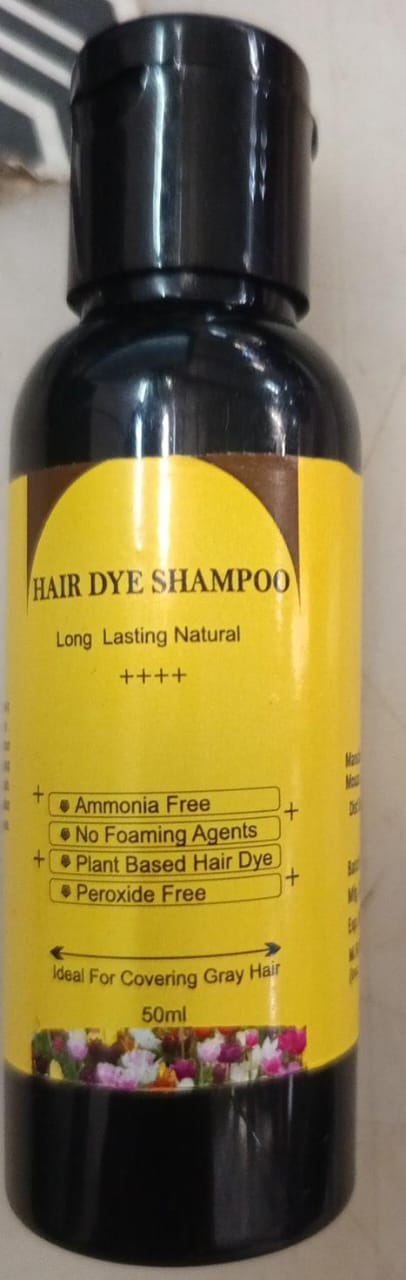 HAIR DYE SHAMPOO
Long Lasting Natural
++++
Ammonia Free
No Foaming Agents
Plant Based Hair Dye
Peroxide Free
Ideal For Covering Gray Hair
50ml